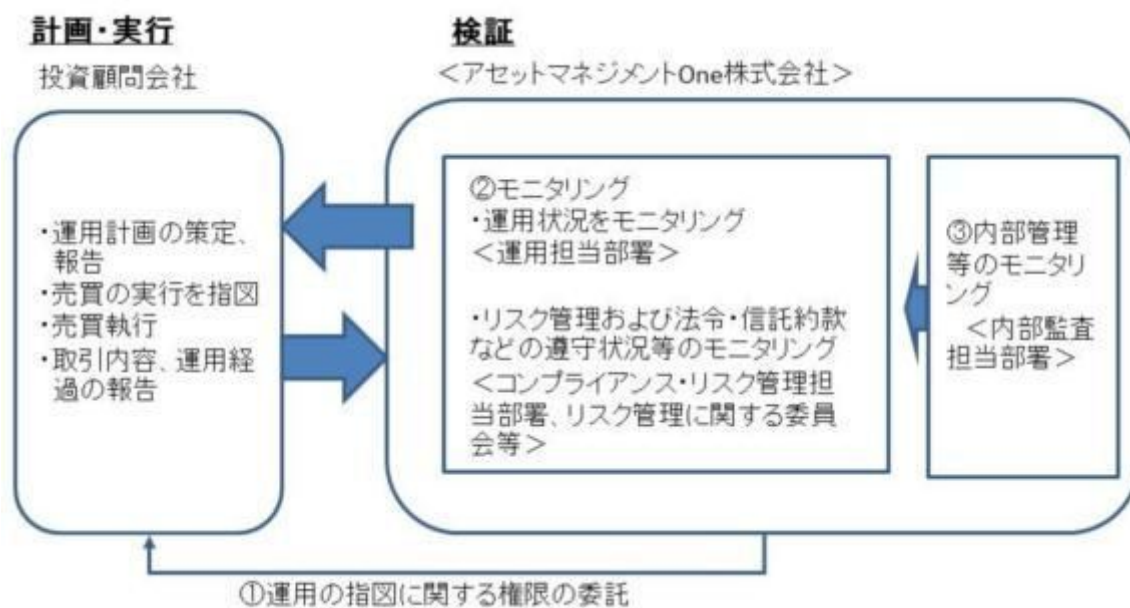 計画・実行
投資顧問会社
・運用計画の策定、
報告
・売買の実行を指図
・売買執行
・取引内容、運用経
過の報告
検証
＜アセットマネジメントOne株式会社＞
②モニタリング
・運用状況をモニタリング
＜運用担当部署＞
・リスク管理および法令・信託約款
などの遵守状況等のモニタリング
＜コンプライアンス・リスク管理担
当部署、リスク管理に関する委員
会等＞
③内部管理
等のモニタリ
ング
＜内部監査
担当部署＞
①運用の指図に関する権限の委託